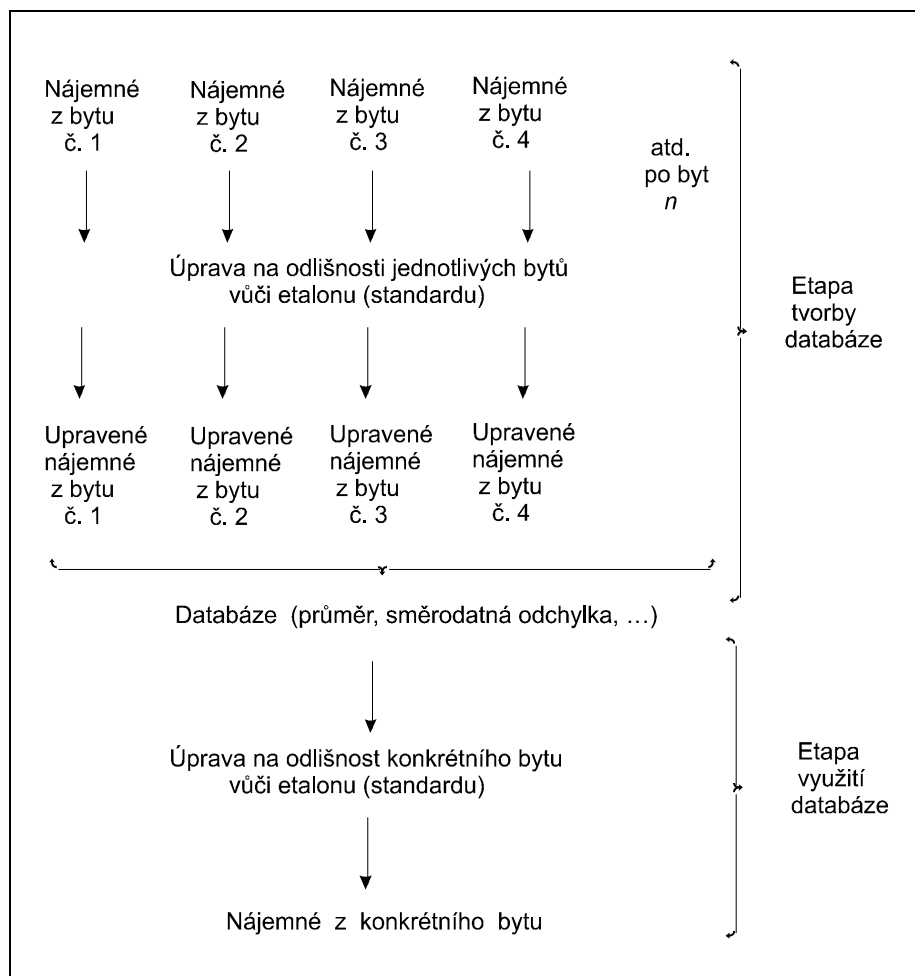 Nájemné
z bytu
č. 1
Nájemné
z bytu
č. 2
Nájemné
z bytu
č. 3
Nájemné
z bytu
č. 4
atd.
po byt
n
Úprava na odlišnosti jednotlivých bytů
vůči etalonu (standardu)
Etapa
tvorby
databáze
Upravené
nájemné
z bytu
č. 1
Upravené
nájemné
z bytu
č. 2
Upravené
nájemné
z bytu
č. 3
Upravené
nájemné
z bytu
č. 4
Databáze (průměr, směrodatná odchylka, …)
Úprava na odlišnost konkrétního bytu
vůči etalonu (standardu)
Etapa
využití
databáze
Nájemné z konkrétního bytu